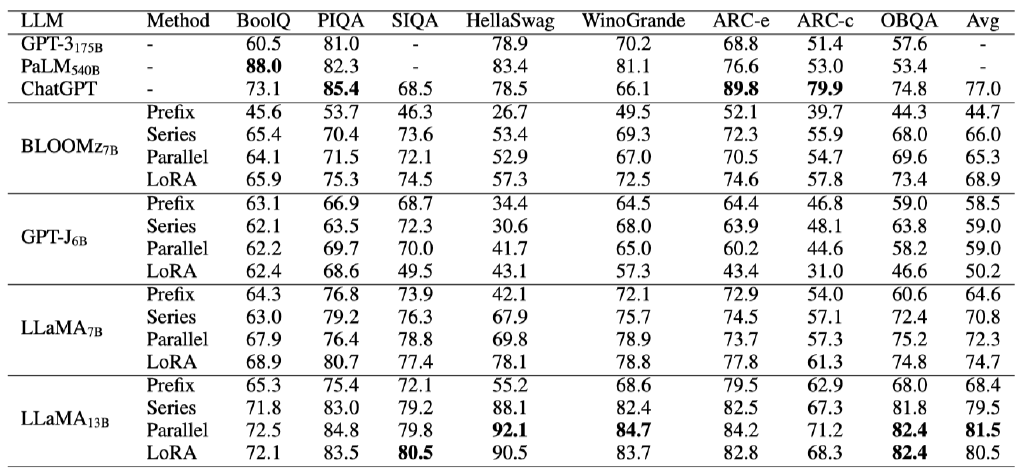 LLM Method BoolQ PIQA SIQA HellaSwag WinoGrande ARC-e ARC-c OBQA Avg
GPT-3175B - 60.5 81.0 - 78.9 70.2 68.8 51.4 57.6 -
PaLM540B - 88.0 82.3 - 83.4 81.1 76.6 53.0 53.4 -
ChatGPT - 73.1 85.4 68.5 78.5 66.1 89.8 79.9 74.8 77.0
BLOOMz7B Prefix 45.6 53.7 46.3 26.7 49.5 52.1 39.7 44.3 44.7
Series 65.4 70.4 73.6 53.4 69.3 72.3 55.9 68.0 66.0
Parallel 64.1 71.5 72.1 52.9 67.0 70.5 54.7 69.6 65.3
LoRA 65.9 75.3 74.5 57.3 72.5 74.6 57.8 73.4 68.9
GPT-J6B Prefix 63.1 66.9 68.7 34.4 64.5 64.4 46.8 59.0 58.5
Series 62.1 63.5 72.3 30.6 68.0 63.9 48.1 63.8 59.0
Parallel 62.2 69.7 70.0 41.7 65.0 60.2 44.6 58.2 59.0
LoRA 62.4 68.6 49.5 43.1 57.3 43.4 31.0 46.6 50.2
LLaMA7B Prefix 64.3 76.8 73.9 42.1 72.1 72.9 54.0 60.6 64.6
Series 63.0 79.2 76.3 67.9 75.7 74.5 57.1 72.4 70.8
Parallel 67.9 76.4 78.8 69.8 78.9 73.7 57.3 75.2 72.3
LoRA 68.9 80.7 77.4 78.1 78.8 77.8 61.3 74.8 74.7
LLaMA13B Prefix 65.3 75.4 72.1 55.2 68.6 79.5 62.9 68.0 68.4
Series 71.8 83.0 79.2 88.1 82.4 82.5 67.3 81.8 79.5
Parallel 72.5 84.8 79.8 92.1 84.7 84.2 71.2 82.4 81.5
LoRA 72.1 83.5 80.5 90.5 83.7 82.8 68.3 82.4 80.5